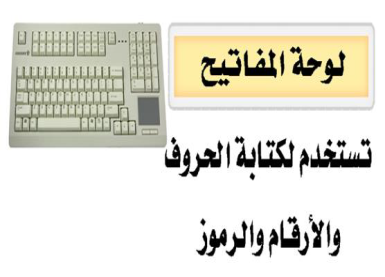 لوحة المفاتيح
تستخدم لكتابة الحروف
والأرقام والرموز